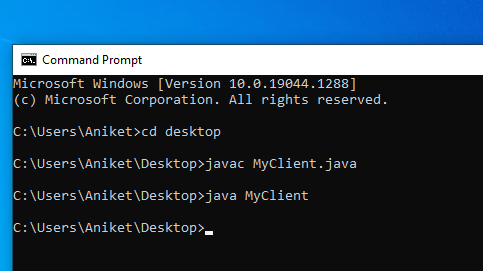 Command Prompt
Microsoft Windows [Version 10.0.19044.1288]
(c) Microsoft Corporation. All rights reserved.
C:\Users\Aniket>cd desktop
C:\Users\Aniket\Desktop>javac MyClient.java
C:\Users\Aniket\Desktop>java MyClient
C:\Users\Aniket\Desktop>